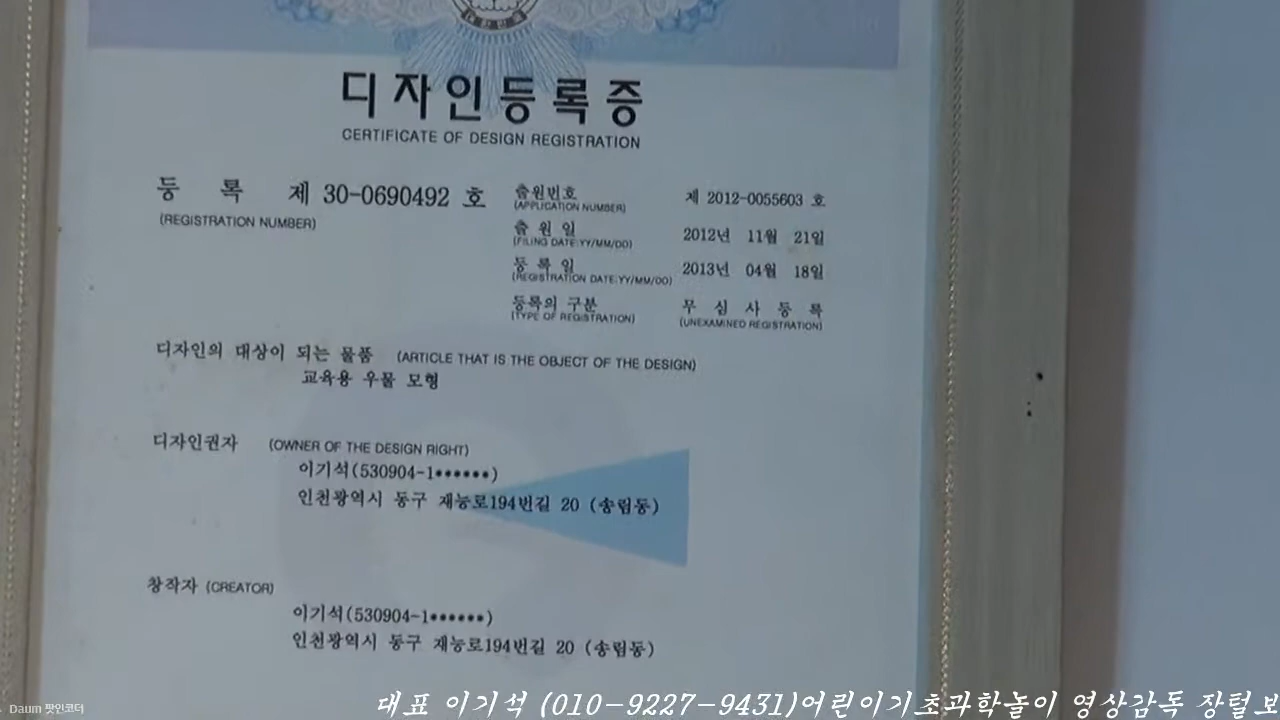 대한민국
디자인등록증
CERTIFICATE OF DESIGN REGISTRATION
등 록 제 30-0690492 호
(REGISTRATION NUMBER)
출원번호 제 2012-0055603 호
(APPLICATION NUMBER)
출 원 일 2012년 11월 21일
(FILING DATE:YY/MM/DD)
등 록 일 2013년 04월 18일
(REGISTRATION DATE:YY/MM/DD)
등록의 구분 무 심 사 등 록
(TYPE OF REGISTRATION) (UNEXAMINED REGISTRATION)
디자인의 대상이 되는 물품 (ARTICLE THAT IS THE OBJECT OF THE DESIGN)
교육용 우물 모형
디자인권자 (OWNER OF THE DESIGN RIGHT)
이기석(530904-1******)
인천광역시 동구 재능로194번길 20 (송림동)
창작자 (CREATOR)
이기석(530904-1******)
인천광역시 동구 재능로194번길 20 (송림동)
대표 이기석 (010-9227-9431)어린이기초과학놀이 영상감독 장털보
Daum 팟인코더